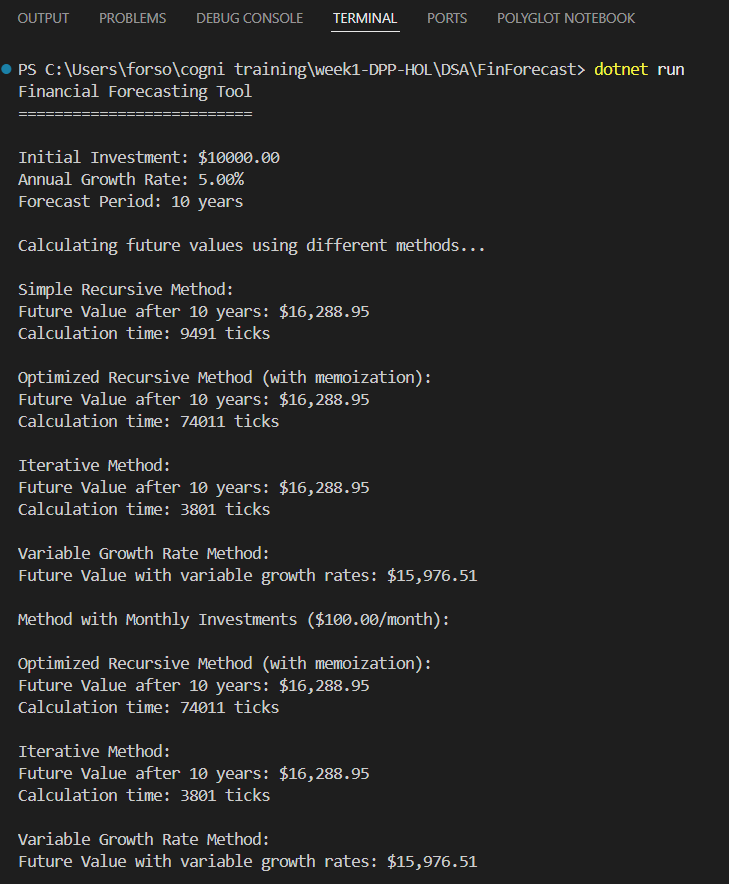 OUTPUT PROBLEMS DEBUG CONSOLE TERMINAL PORTS POLYGLOT NOTEBOOK
PS C:\Users\forso\cogni training\week1-DPP-HOL\DSA\FinForecast> dotnet run
Financial Forecasting Tool
==========================
Initial Investment: $10000.00
Annual Growth Rate: 5.00%
Forecast Period: 10 years
Calculating future values using different methods...
Simple Recursive Method:
Future Value after 10 years: $16,288.95
Calculation time: 9491 ticks
Optimized Recursive Method (with memoization):
Future Value after 10 years: $16,288.95
Calculation time: 74011 ticks
Iterative Method:
Future Value after 10 years: $16,288.95
Calculation time: 3801 ticks
Variable Growth Rate Method:
Future Value with variable growth rates: $15,976.51
Method with Monthly Investments ($100.00/month):
Optimized Recursive Method (with memoization):
Future Value after 10 years: $16,288.95
Calculation time: 74011 ticks
Iterative Method:
Future Value after 10 years: $16,288.95
Calculation time: 3801 ticks
Variable Growth Rate Method:
Future Value with variable growth rates: $15,976.51